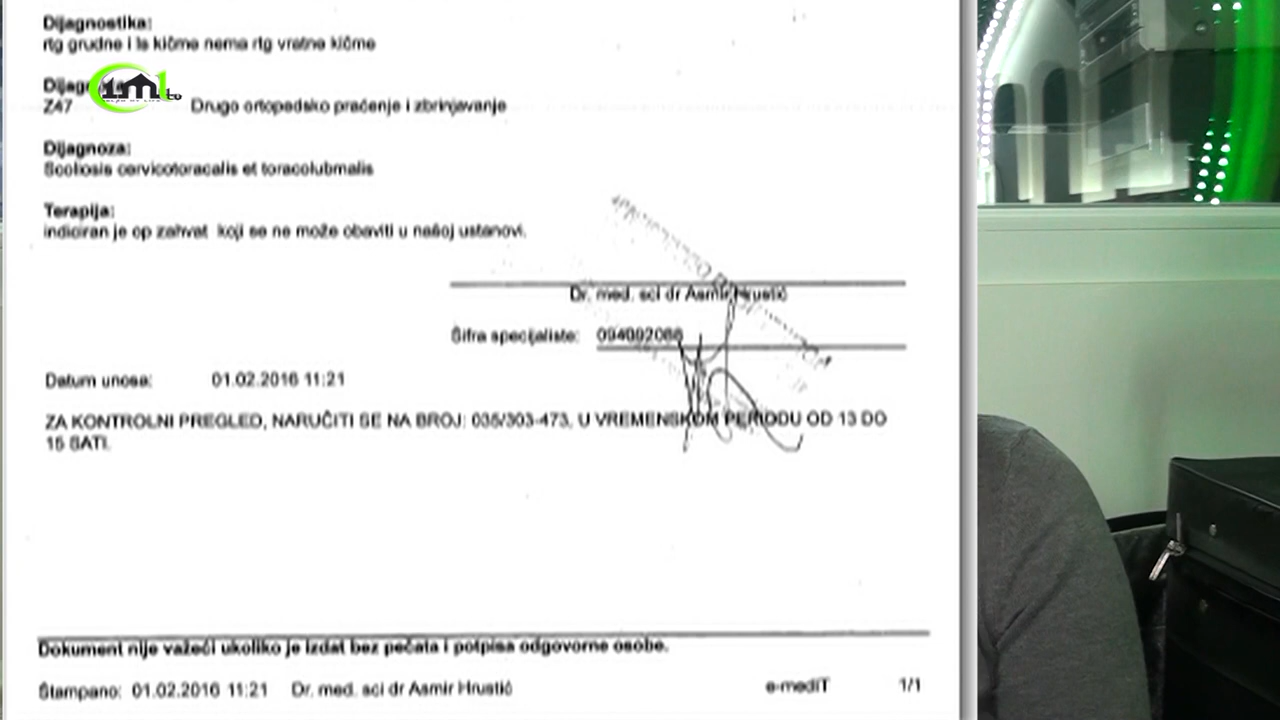 Dijagnostika:
rtg grudne i ls kičme nema rtg vratne kičme
Z47 Drugo ortopedsko praćenje i zbrinjavanje
Dijagnoza:
Scoliosis cervicotoracalis et toracolubmalis
Terapija:
indiciran je op zahvat koji se ne može obaviti u našoj ustanovi.
Dr. med. sci dr Asmir Hrustić
Šifra specijaliste:
Datum unosa: 01.02.2016 11:21
ZA KONTROLNI PREGLED, NARUČITI SE NA BROJ: 035/303-473, U VREMENSKOM PERIODU OD 13 DO
15 SATI.
Dokument nije važeći ukoliko je izdat bez pečata i potpisa odgovorne osobe.
Štampano: 01.02.2016 11:21 Dr. med. sci dr Asmir Hrustić e-medIT 1/1